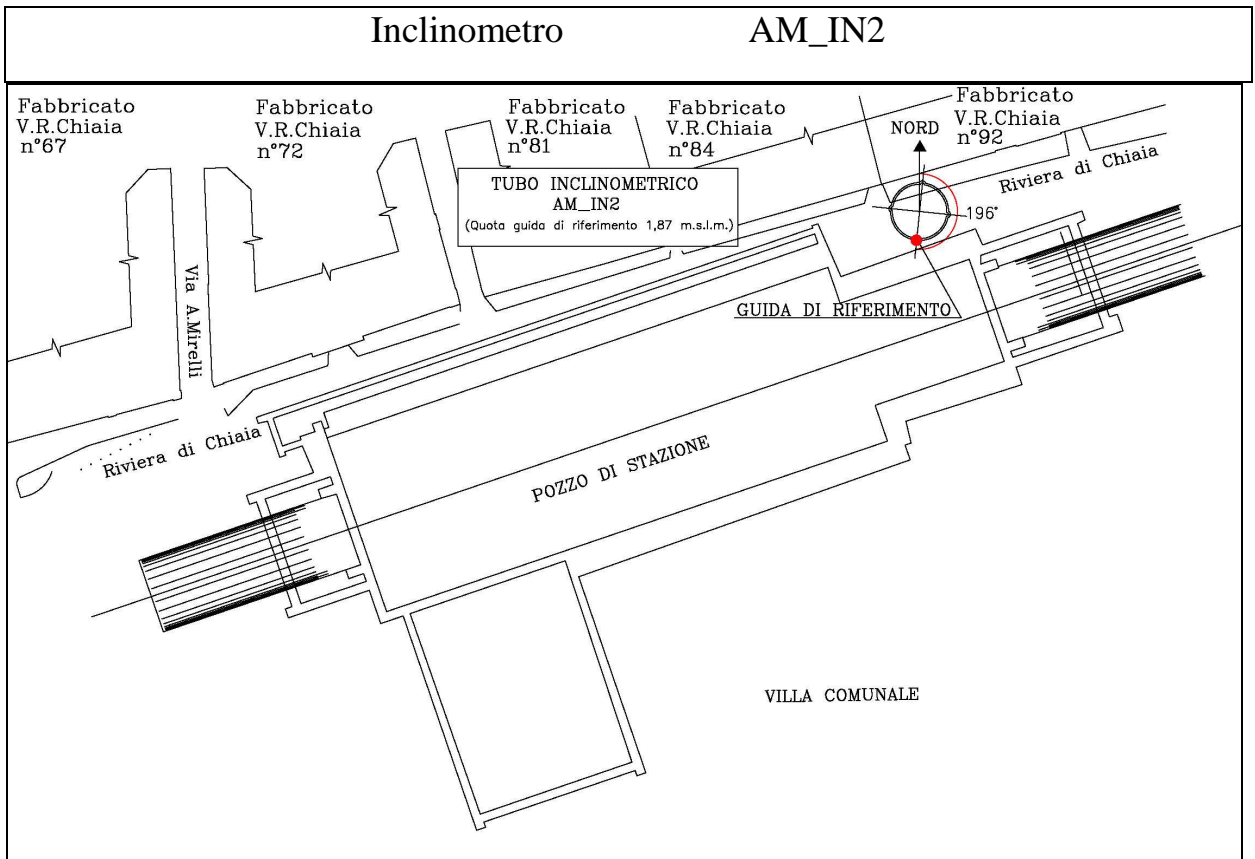 Inclinometro AM_IN2
Fabbricato
V.R.Chiaia
n°67
Fabbricato
V.R.Chiaia
n°72
Fabbricato
V.R.Chiaia
n°81
Fabbricato
V.R.Chiaia
n°84
Fabbricato
V.R.Chiaia
n°92
NORD
Riviera di Chiaia
TUBO INCLINOMETRICO
AM_IN2
(Quota guida di riferimento 1,87 m.s.l.m.)
196°
GUIDA DI RIFERIMENTO
Via A.Mirelli
Riviera di Chiaia
POZZO DI STAZIONE
VILLA COMUNALE